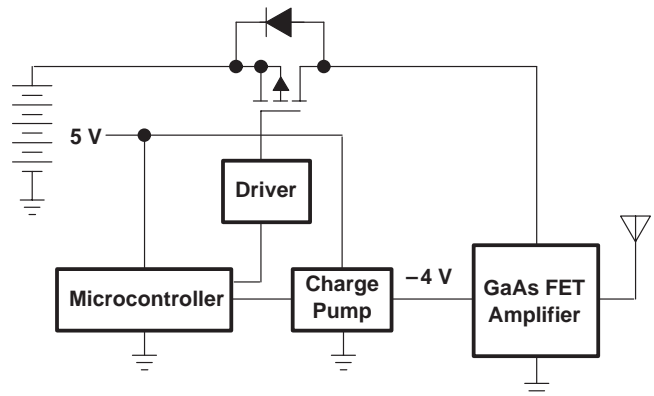 5 V
Driver
Microcontroller
Charge
Pump
–4 V
GaAs FET
Amplifier